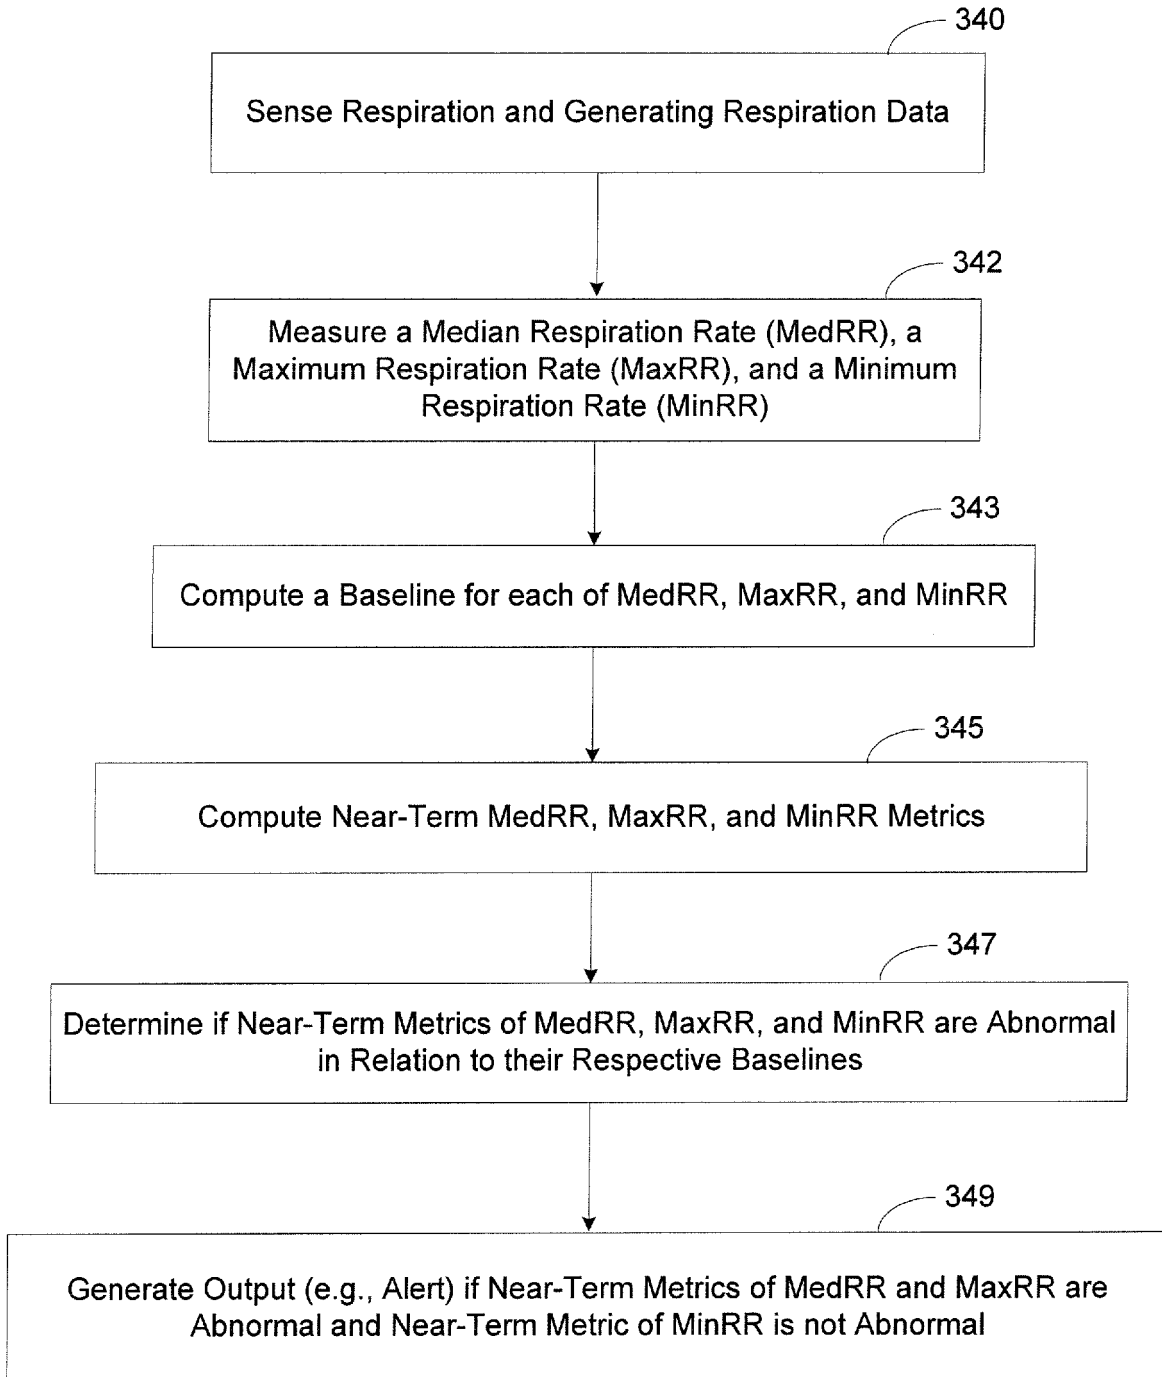 340
Sense Respiration and Generating Respiration Data
342
Measure a Median Respiration Rate (MedRR), a
Maximum Respiration Rate (MaxRR), and a Minimum
Respiration Rate (MinRR)
343
Compute a Baseline for each of MedRR, MaxRR, and MinRR
345
Compute Near-Term MedRR, MaxRR, and MinRR Metrics
347
Determine if Near-Term Metrics of MedRR, MaxRR, and MinRR are Abnormal
in Relation to their Respective Baselines
349
Generate Output (e.g., Alert) if Near-Term Metrics of MedRR and MaxRR are
Abnormal and Near-Term Metric of MinRR is not Abnormal